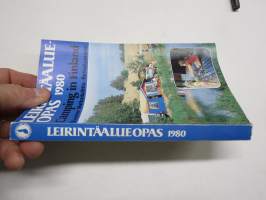 LEIRINTÄALUE-
OPAS 1980
Camping in Finland
LEIRINTÄALUEOPAS 1980